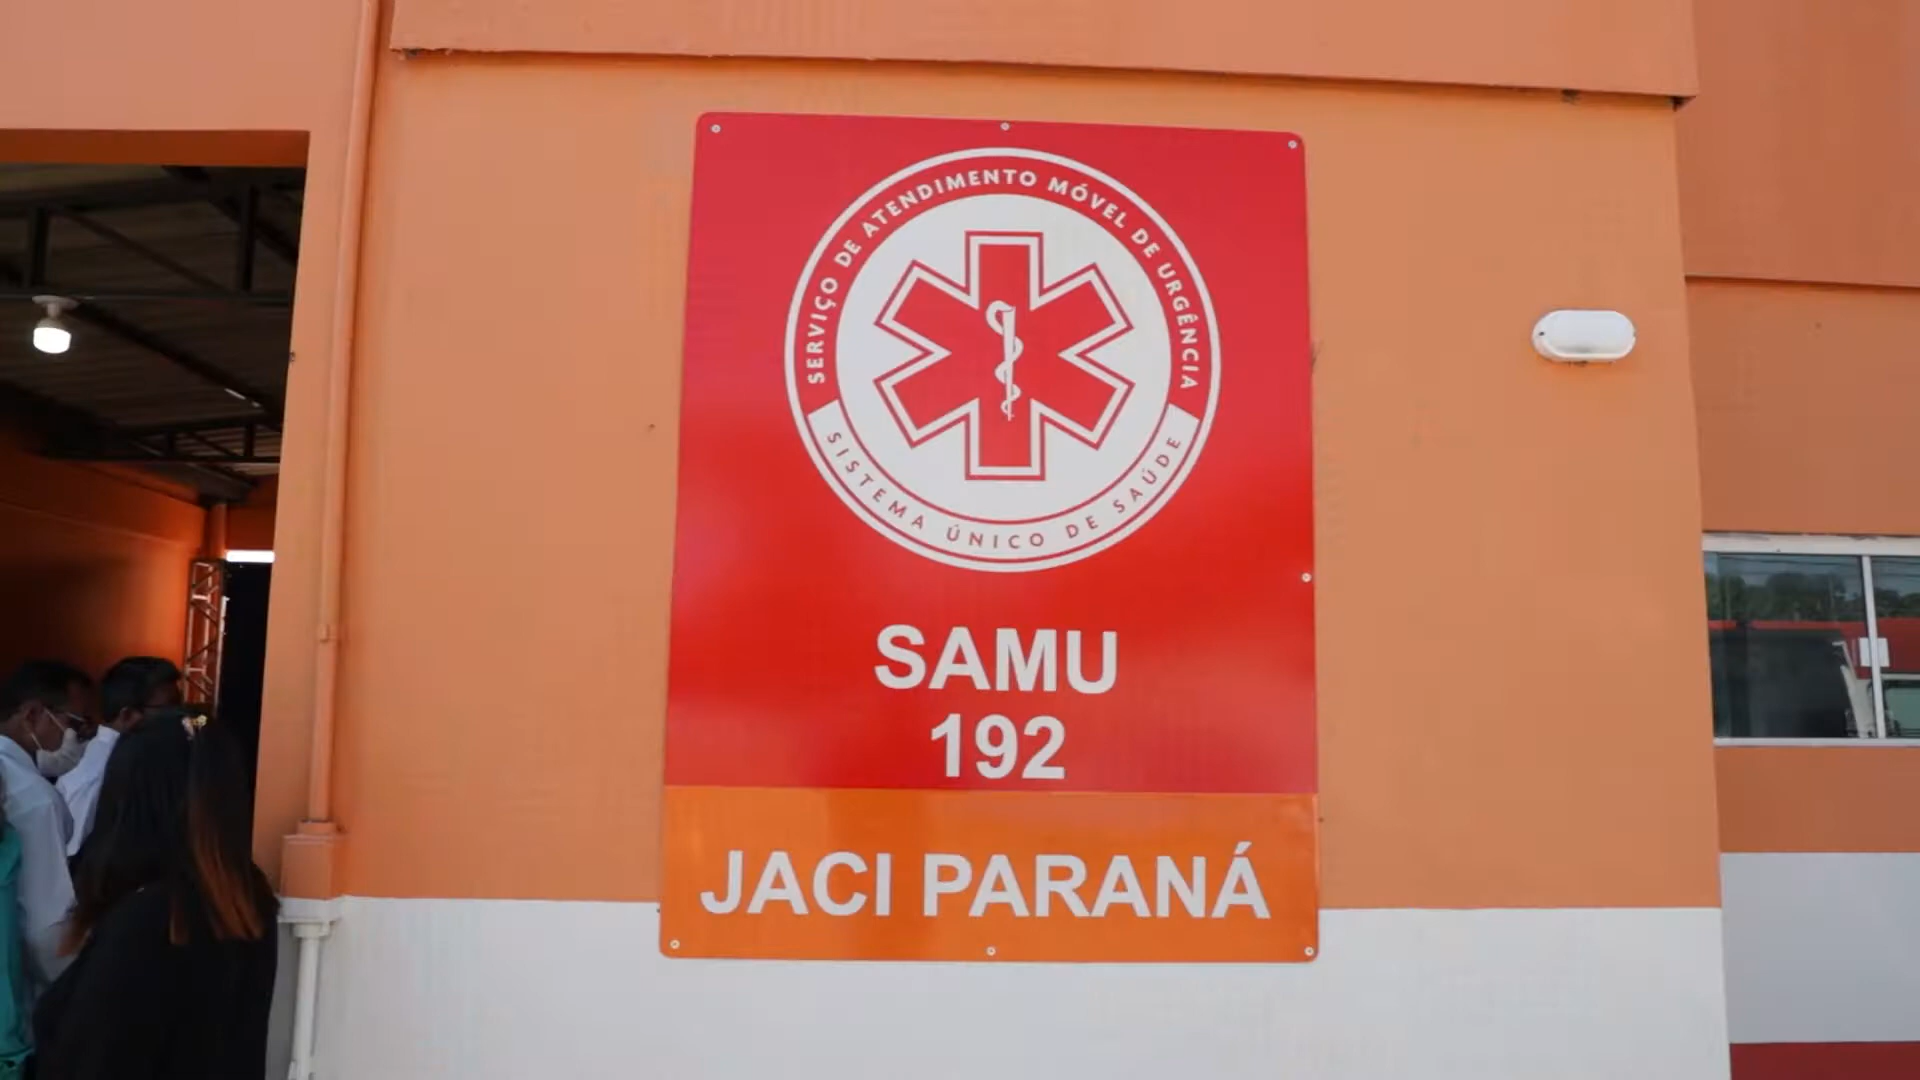 SERVIÇO DE ATENDIMENTO MÓVEL DE URGÊNCIA
SISTEMA ÚNICO DE SAÚDE
SAMU
192
JACI PARANÁ